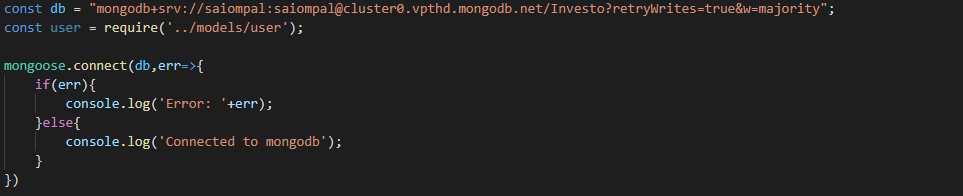 const db = "mongodb+srv://saiompal:saiompal@cluster0.vpthd.mongodb.net/Investo?retryWrites=true&w=majority";
const user = require('../models/user');
mongoose.connect(db,err=>{
    if(err){
        console.log('Error: '+err);
    }else{
        console.log('Connected to mongodb');
    }
})